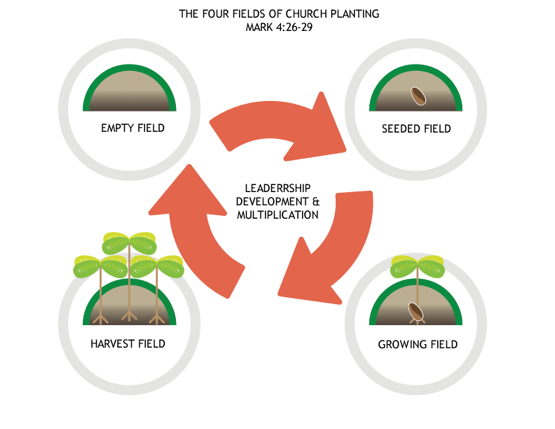 THE FOUR FIELDS OF CHURCH PLANTING
MARK 4:26-29
EMPTY FIELD
SEEDED FIELD
LEADERRSHIP
DEVELOPMENT &
MULTIPLICATION
HARVEST FIELD
GROWING FIELD